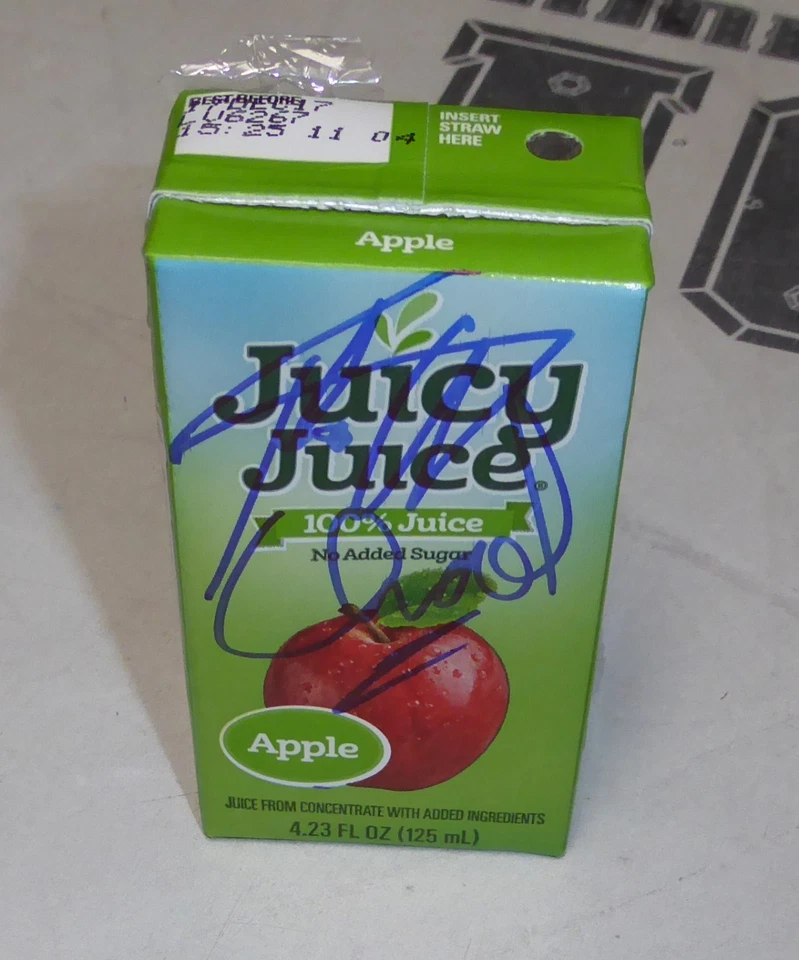 BEST BEFORE
LU6267
15:25 11 04
INSERT
STRAW
HERE
Apple
Juicy
Juice®
100% Juice
No Added Sugar
Apple
JUICE FROM CONCENTRATE WITH ADDED INGREDIENTS
4.23 FL OZ (125 mL)